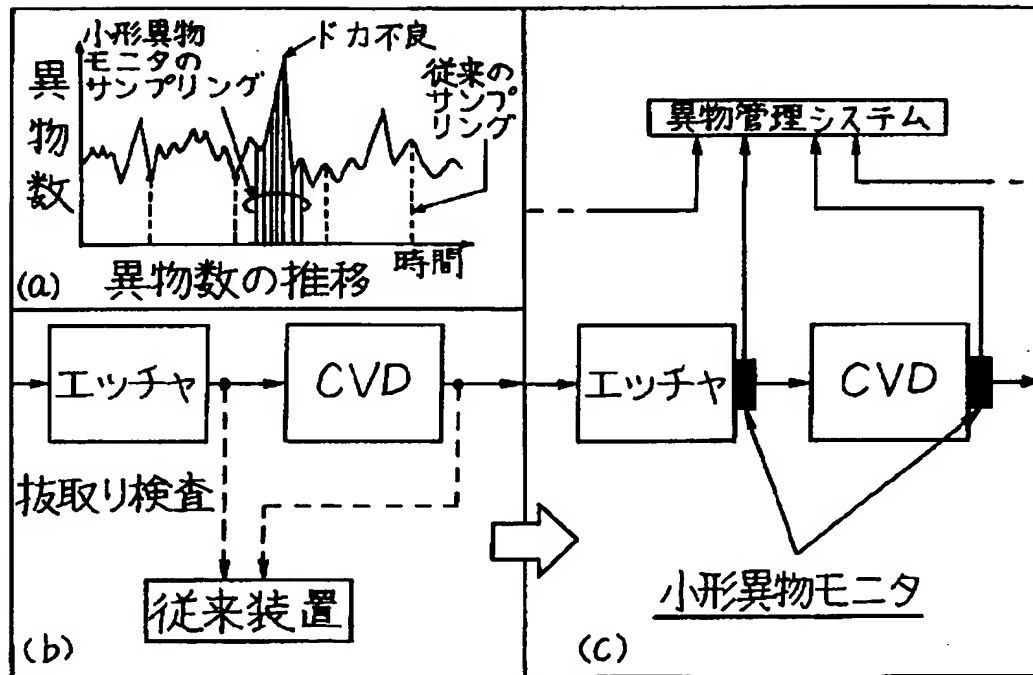 小形異物
モニタの
サンプリング
ドカ不良
従来の
サンプ
リング
異物数
時間
(a) 異物数の推移
エッチャ
CVD
抜取り検査
従来装置
(b)
異物管理システム
エッチャ
CVD
小形異物モニタ
(C)